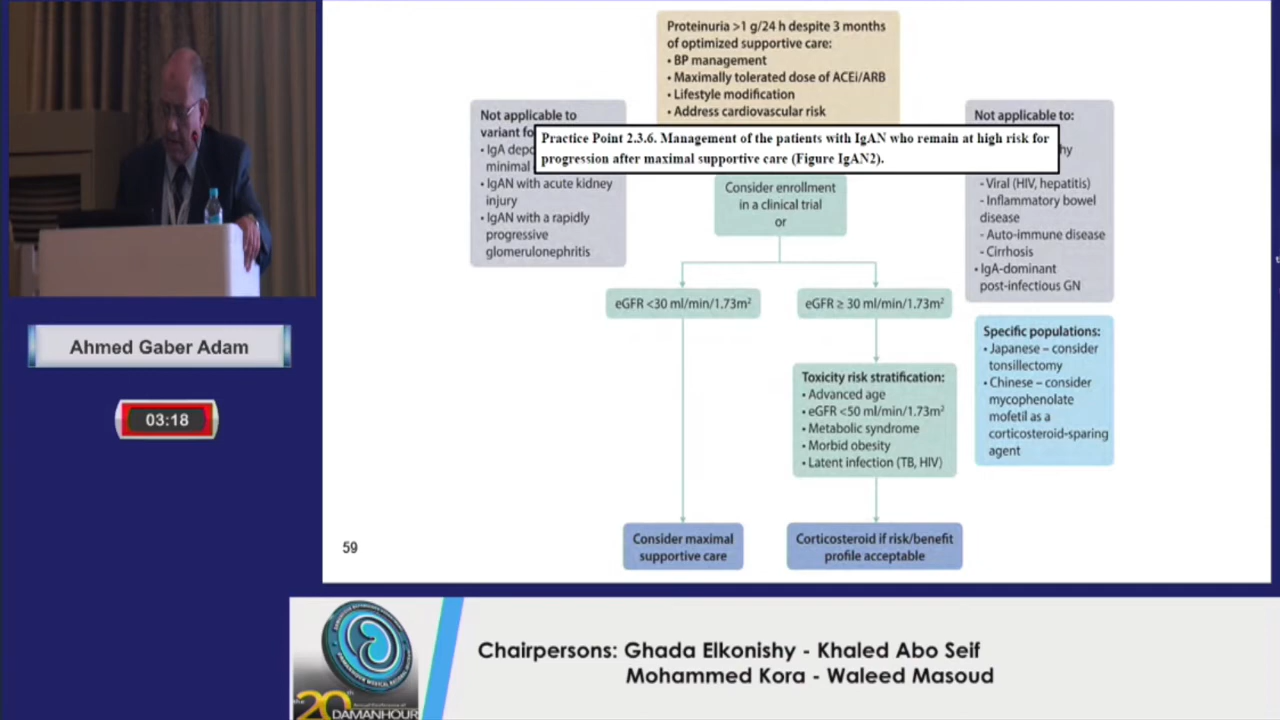 Proteinuria >1 g/24 h despite 3 months
of optimized supportive care:
• BP management
• Maximally tolerated dose of ACEi/ARB
• Lifestyle modification
• Address cardiovascular risk
Not applicable to
variant
• IgA
minimal
• IgAN with acute kidney
injury
• IgAN with a rapidly
progressive
glomerulonephritis
Practice Point 2.3.6. Management of the patients with IgAN who remain at high risk for
progression after maximal supportive care (Figure IgAN2).
Not applicable to:
- Viral (HIV, hepatitis)
- Inflammatory bowel
disease
- Auto-immune disease
- Cirrhosis
• IgA-dominant
post-infectious GN
Consider enrollment
in a clinical trial
or
eGFR <30 ml/min/1.73m²
eGFR ≥ 30 ml/min/1.73m²
Toxicity risk stratification:
• Advanced age
• eGFR <50 ml/min/1.73m²
• Metabolic syndrome
• Morbid obesity
• Latent infection (TB, HIV)
Specific populations:
• Japanese – consider
tonsillectomy
• Chinese – consider
mycophenolate
mofetil as a
corticosteroid-sparing
agent
Consider maximal
supportive care
Corticosteroid if risk/benefit
profile acceptable
59
Ahmed Gaber Adam
03:18
the 20th
DAMANHOUR
Chairpersons: Ghada Elkonishy - Khaled Abo Seif
Mohammed Kora - Waleed Masoud